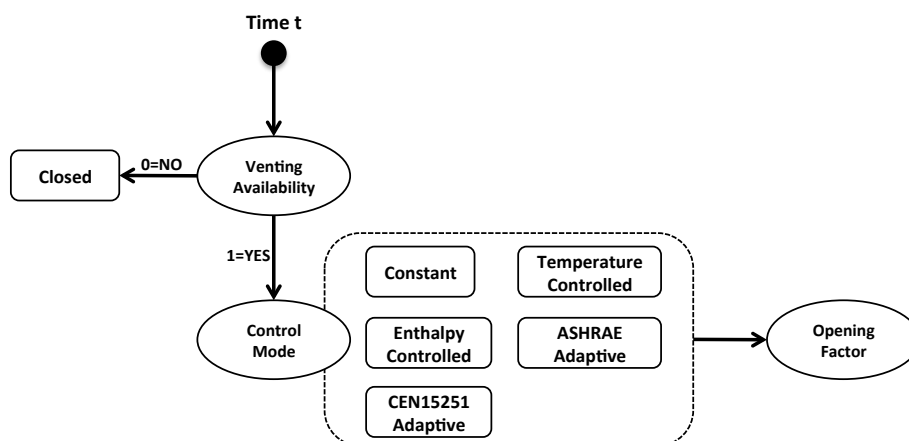 Time t
Venting
Availability
0=NO
Closed
1=YES
Control
Mode
Constant
Temperature
Controlled
Enthalpy
Controlled
ASHRAE
Adaptive
CEN15251
Adaptive
Opening
Factor